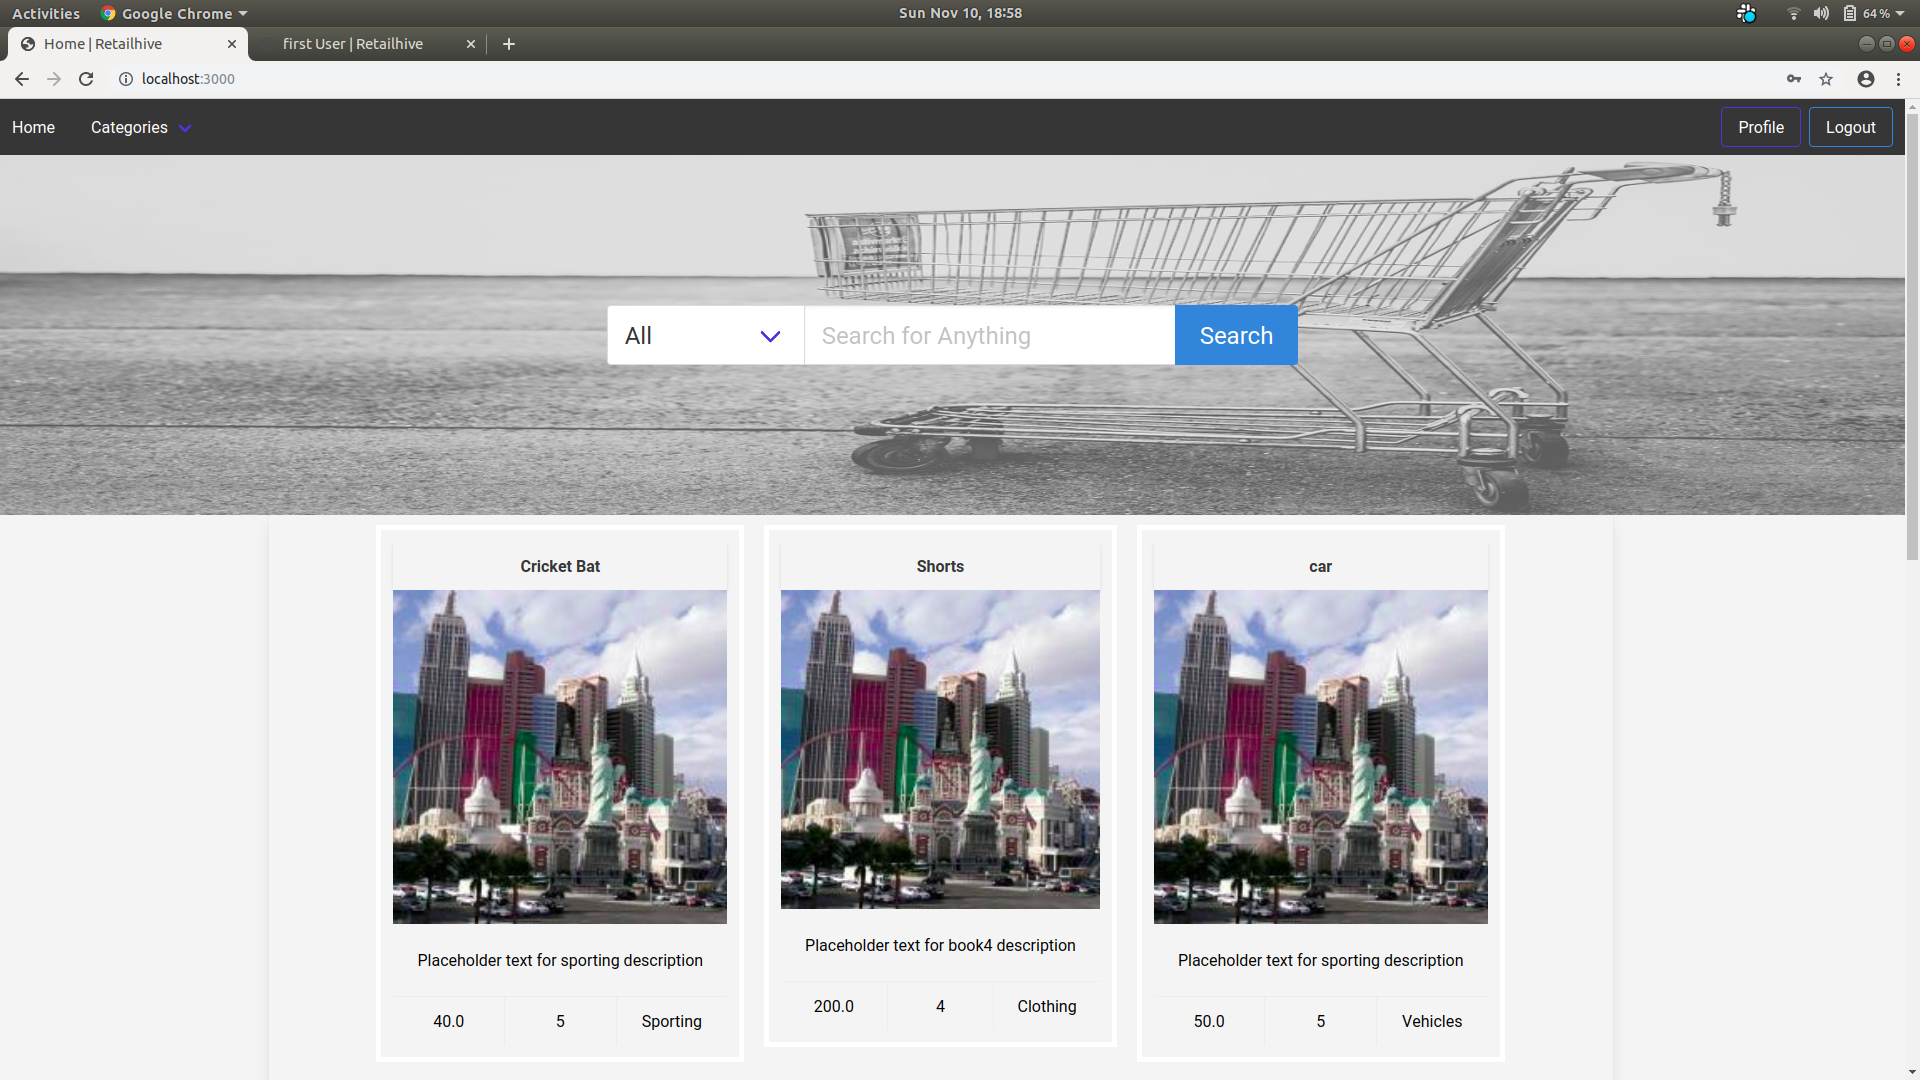 Activities Google Chrome Sun Nov 10, 18:58 64 %
Home | Retailhive first User | Retailhive
localhost:3000
Home Categories Profile Logout
All Search for Anything Search
Cricket Bat Shorts car
Placeholder text for book4 description
Placeholder text for sporting description Placeholder text for sporting description
200.0 4 Clothing
40.0 5 Sporting 50.0 5 Vehicles